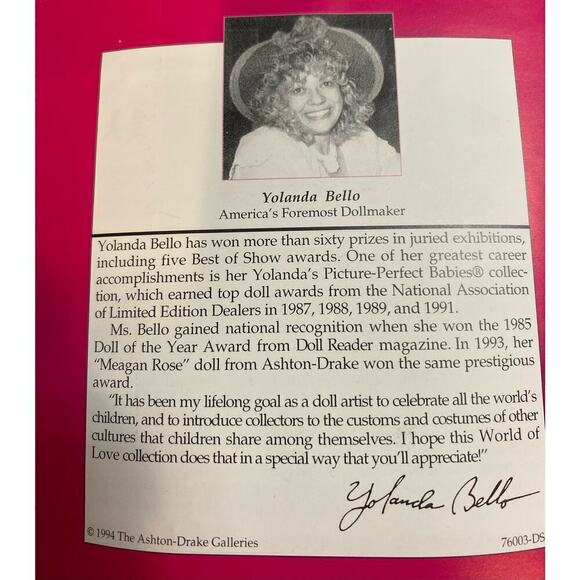 Yolanda Bello
America's Foremost Dollmaker
Yolanda Bello has won more than sixty prizes in juried exhibitions,
including five Best of Show awards. One of her greatest career
accomplishments is her Yolanda's Picture-Perfect Babies® collec-
tion, which earned top doll awards from the National Association
of Limited Edition Dealers in 1987, 1988, 1989, and 1991.
Ms. Bello gained national recognition when she won the 1985
Doll of the Year Award from Doll Reader magazine. In 1993, her
"Meagan Rose" doll from Ashton-Drake won the same prestigious
award.
"It has been my lifelong goal as a doll artist to celebrate all the world's
children, and to introduce collectors to the customs and costumes of other
cultures that children share among themselves. I hope this World of
Love collection does that in a special way that you'll appreciate!"
Yolanda Bello
© 1994 The Ashton-Drake Galleries
76003-DS